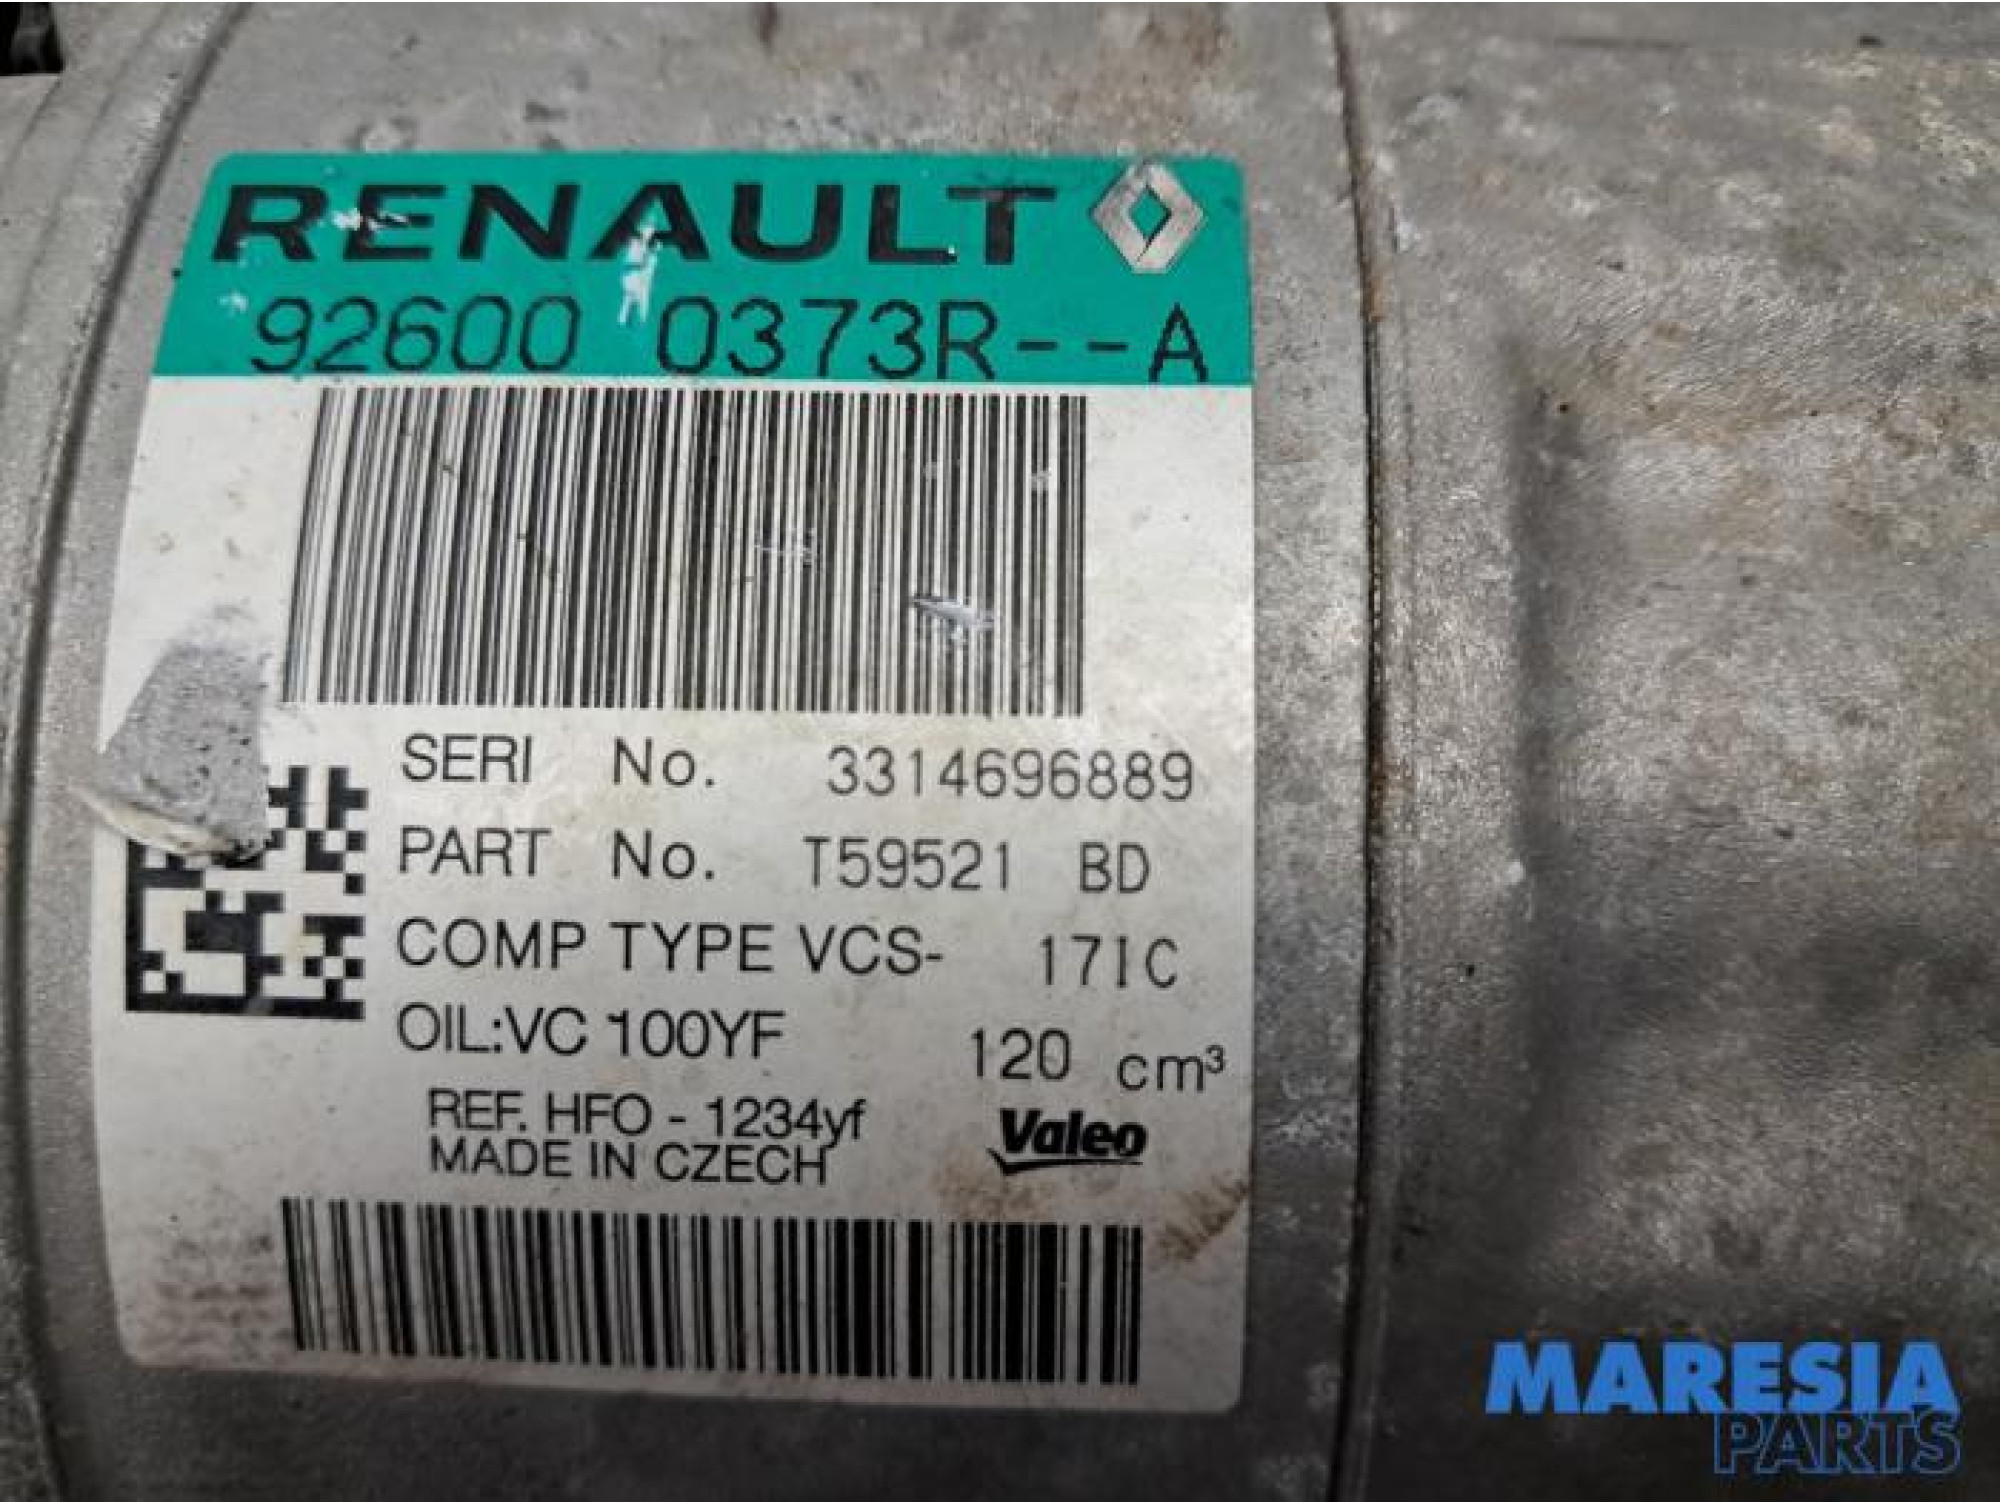 RENAULT
92600 0373R--A
SERI No. 3314696889
PART No. T59521 BD
COMP TYPE VCS- 17IC
OIL:VC 100YF 120 cm³
REF. HFO - 1234yf
MADE IN CZECH
Valeo
MARESIA
PARTS